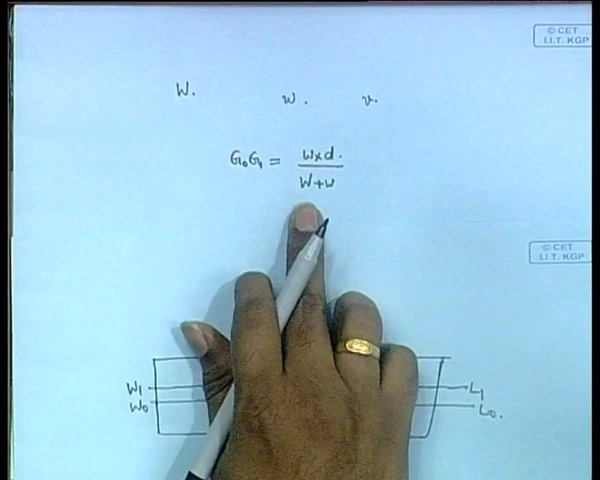 © CET
I.I.T. KGP
W. w. v.
G₀G₁ = w×d.
W+w
© CET
I.I.T. KGP
W₁ L₁
W₀ L₀.